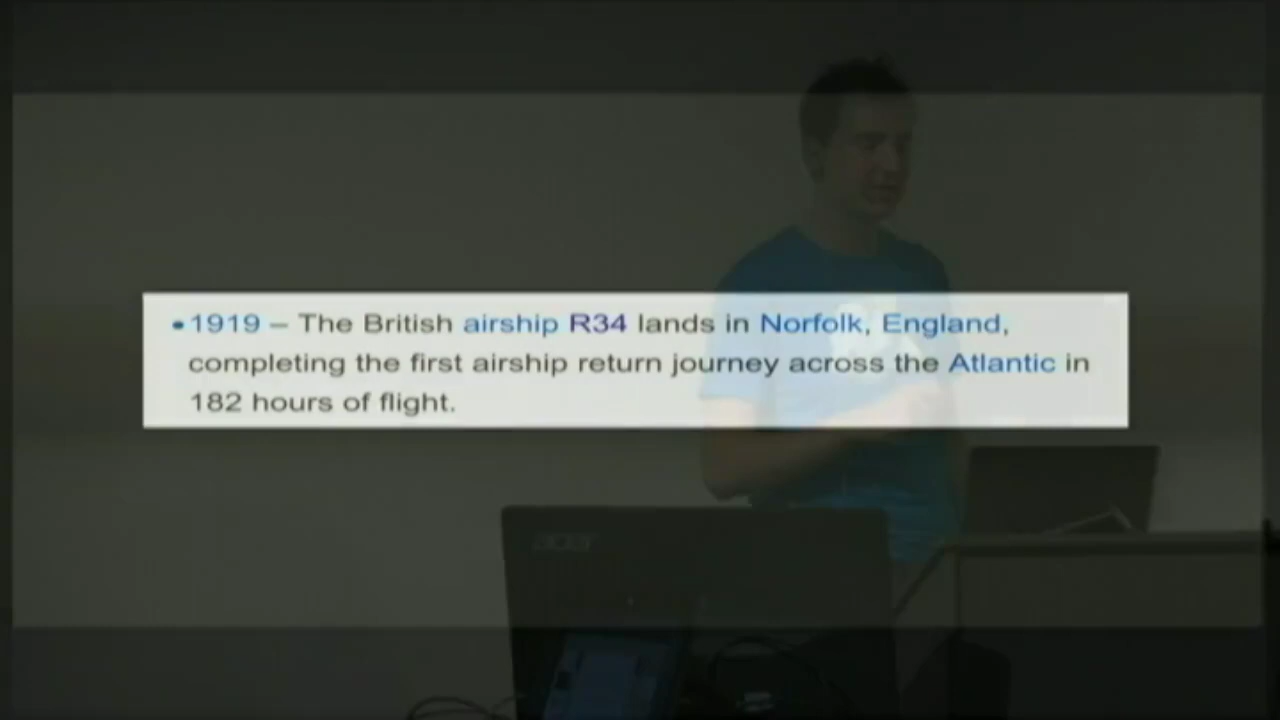 •1919 – The British airship R34 lands in Norfolk, England,
completing the first airship return journey across the Atlantic in
182 hours of flight.
acer